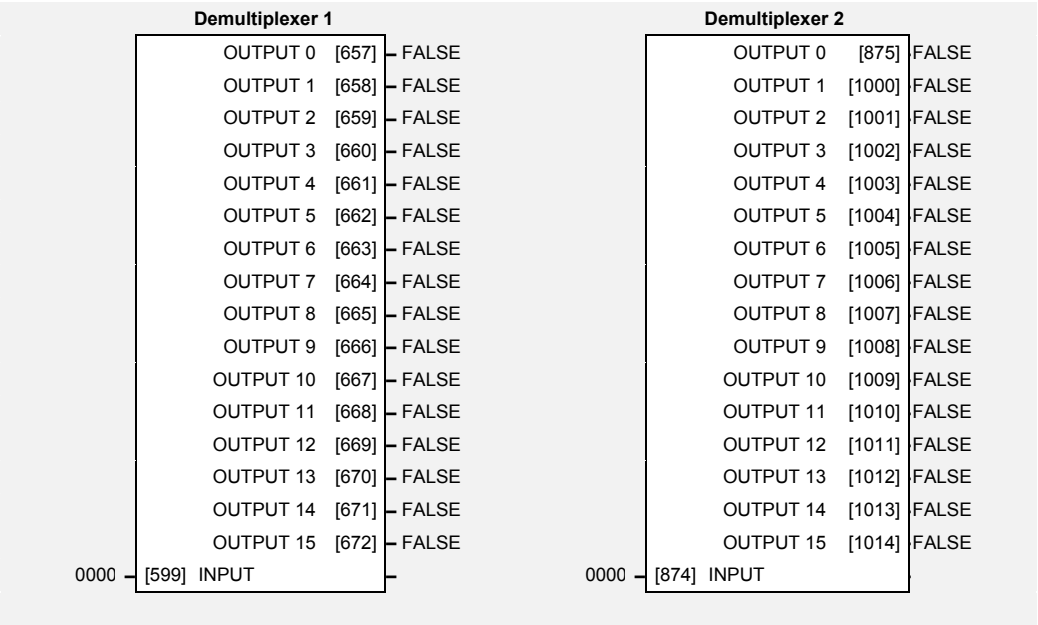 Demultiplexer 1
OUTPUT 0 [657] FALSE
OUTPUT 1 [658] FALSE
OUTPUT 2 [659] FALSE
OUTPUT 3 [660] FALSE
OUTPUT 4 [661] FALSE
OUTPUT 5 [662] FALSE
OUTPUT 6 [663] FALSE
OUTPUT 7 [664] FALSE
OUTPUT 8 [665] FALSE
OUTPUT 9 [666] FALSE
OUTPUT 10 [667] FALSE
OUTPUT 11 [668] FALSE
OUTPUT 12 [669] FALSE
OUTPUT 13 [670] FALSE
OUTPUT 14 [671] FALSE
OUTPUT 15 [672] FALSE
0000 [599] INPUT
Demultiplexer 2
OUTPUT 0 [875] FALSE
OUTPUT 1 [1000] FALSE
OUTPUT 2 [1001] FALSE
OUTPUT 3 [1002] FALSE
OUTPUT 4 [1003] FALSE
OUTPUT 5 [1004] FALSE
OUTPUT 6 [1005] FALSE
OUTPUT 7 [1006] FALSE
OUTPUT 8 [1007] FALSE
OUTPUT 9 [1008] FALSE
OUTPUT 10 [1009] FALSE
OUTPUT 11 [1010] FALSE
OUTPUT 12 [1011] FALSE
OUTPUT 13 [1012] FALSE
OUTPUT 14 [1013] FALSE
OUTPUT 15 [1014] FALSE
0000 [874] INPUT